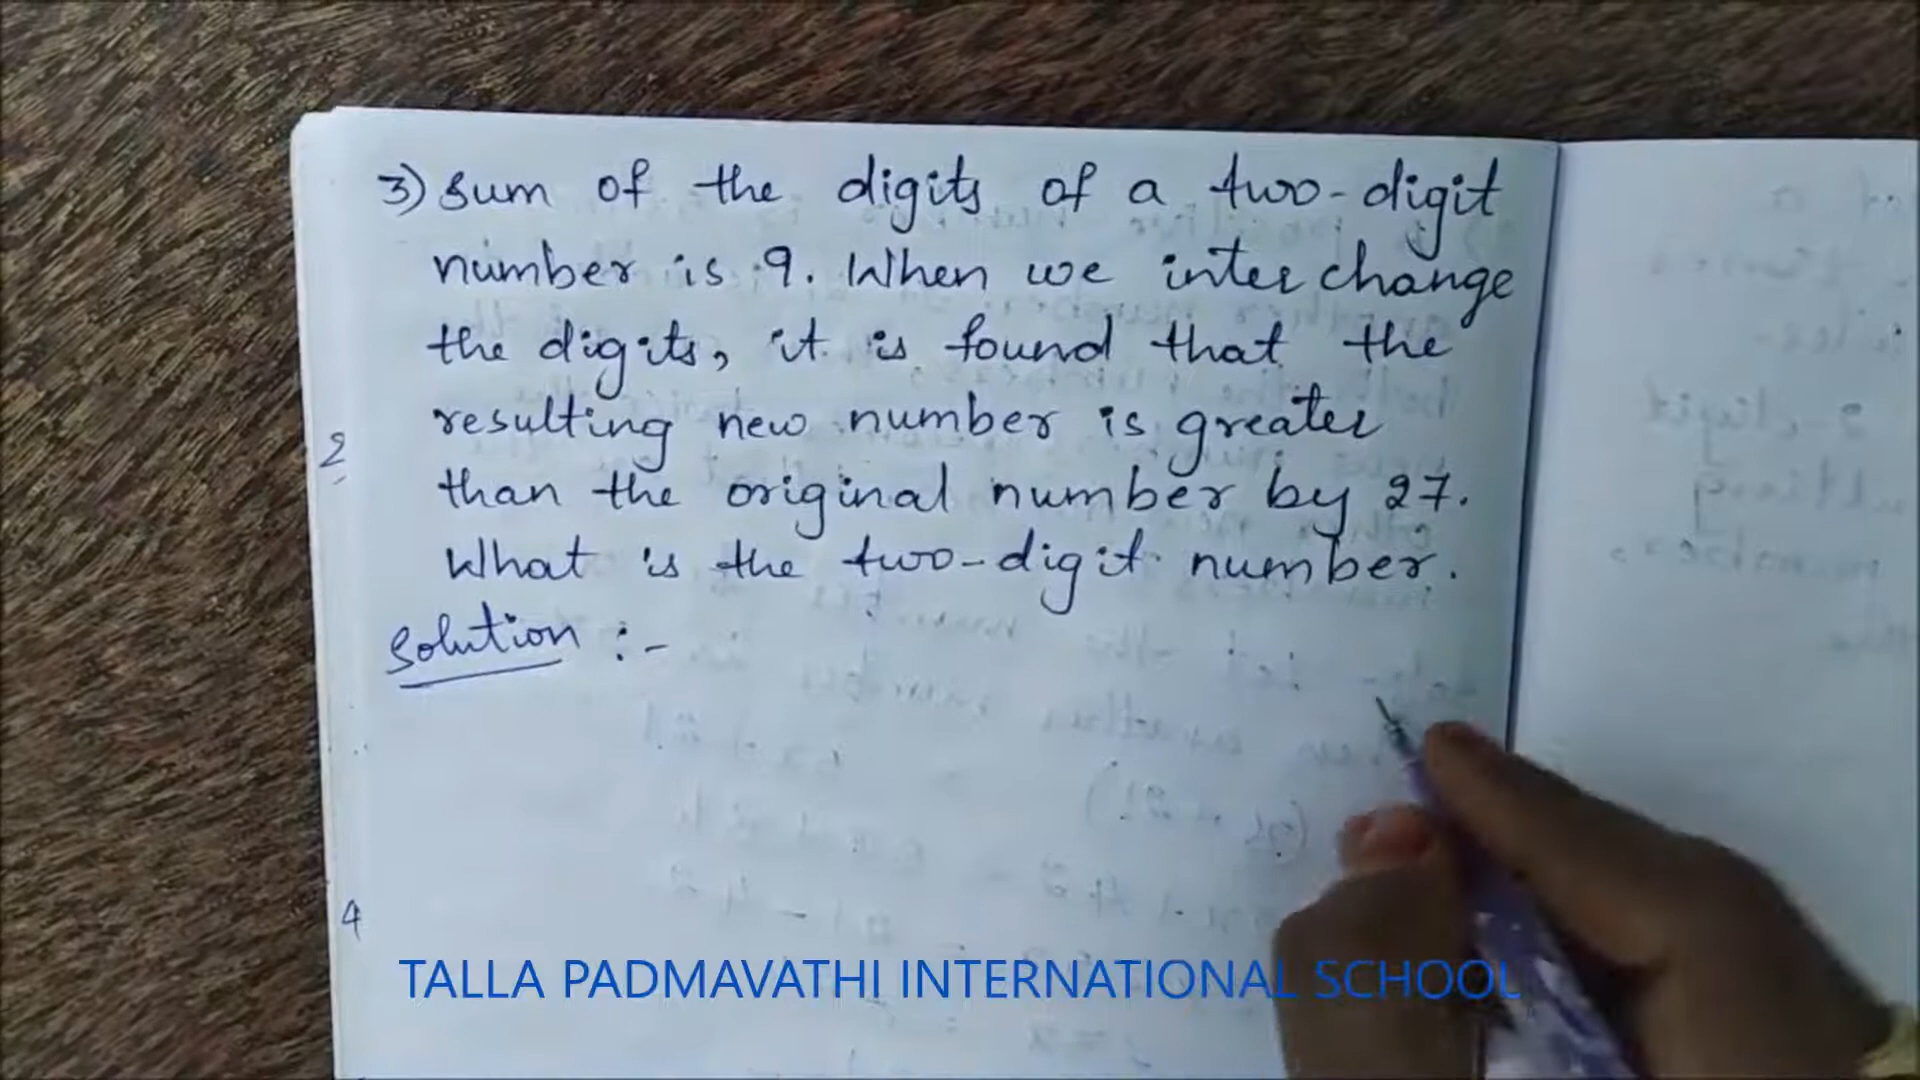 3) Sum of the digits of a two-digit
number is 9. When we interchange
the digits, it is found that the
resulting new number is greater
than the original number by 27.
What is the two-digit number.
Solution :-
2
4
TALLA PADMAVATHI INTERNATIONAL SCHOOL